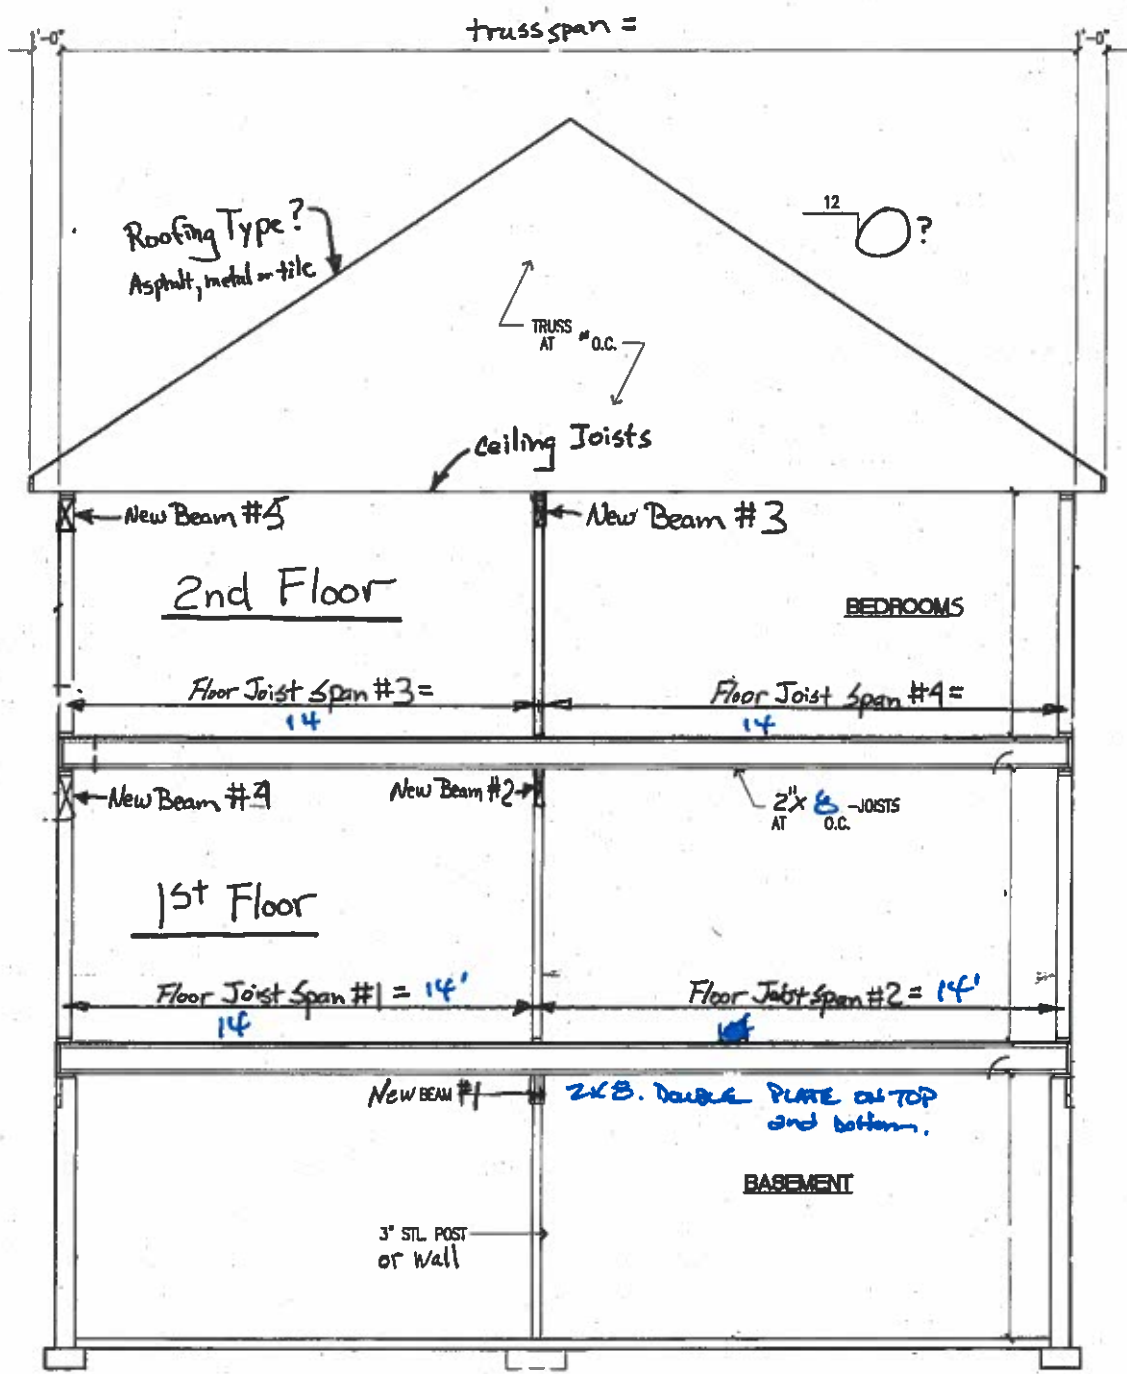 truss span =
1'-0"
1'-0"
12
?
Roofing Type?
Asphalt, metal or tile
TRUSS
AT " O.C.
Ceiling Joists
New Beam #5
New Beam #3
2nd Floor
BEDROOMS
Floor Joist Span #3 =
14
Floor Joist Span #4 =
14
New Beam #4
New Beam #2
2"X 8 -JOISTS
AT O.C.
1st Floor
Floor Joist Span #1 = 14'
14
Floor Joist Span #2 = 14'
New BEAM #1
2x8. DOUBLE PLATE ON TOP
and bottom.
BASEMENT
3" STL POST
or Wall